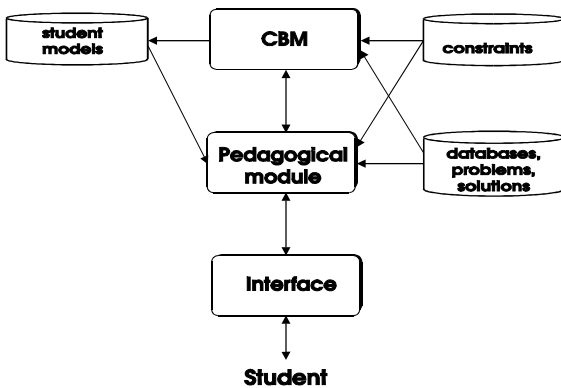 student
models
CBM
constraints
Pedagogical
module
databases,
problems,
solutions
Interface
Student